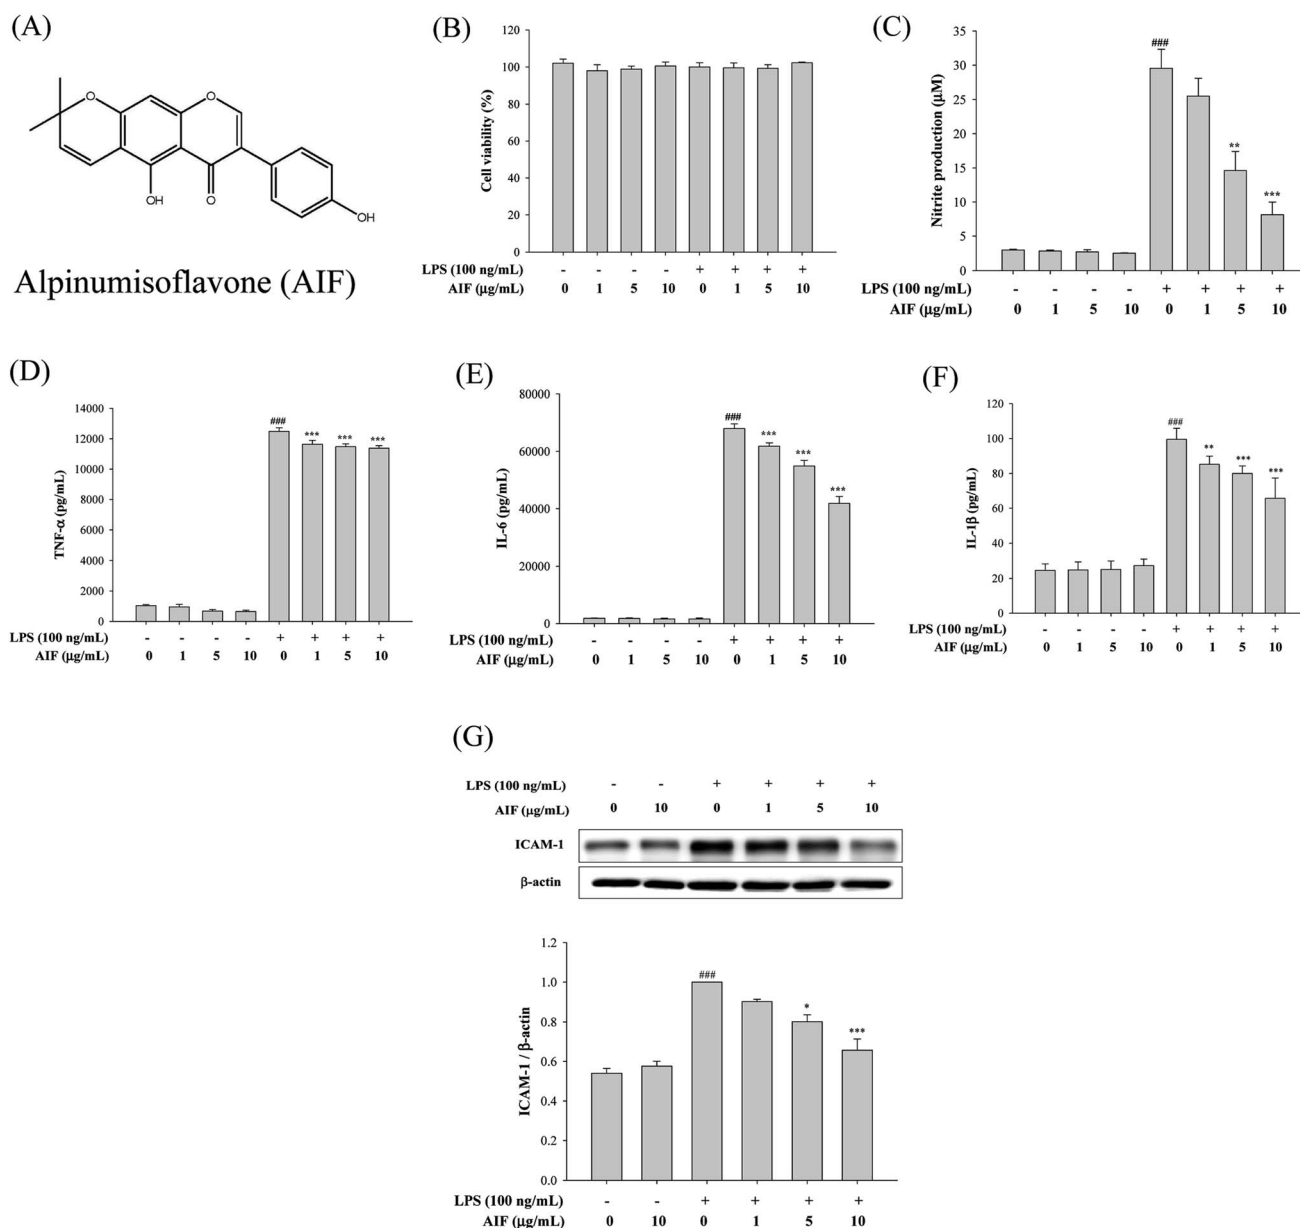 (A)
O
O
OH
O
OH
Alpinumisoflavone (AIF)
(B)
Cell viability (%)
120
100
80
60
40
20
0
LPS (100 ng/mL) - - - - + + + +
AIF (μg/mL) 0 1 5 10 0 1 5 10
(C)
Nitrite production (μM)
35
30
25
20
15
10
5
0
### ** ***
LPS (100 ng/mL) - - - - + + + +
AIF (μg/mL) 0 1 5 10 0 1 5 10
(D)
TNF-α (pg/mL)
14000
12000
10000
8000
6000
4000
2000
0
### *** *** ***
LPS (100 ng/mL) - - - - + + + +
AIF (μg/mL) 0 1 5 10 0 1 5 10
(E)
IL-6 (pg/mL)
80000
60000
40000
20000
0
### *** *** ***
LPS (100 ng/mL) - - - - + + + +
AIF (μg/mL) 0 1 5 10 0 1 5 10
(F)
IL-1β (pg/mL)
120
100
80
60
40
20
0
### ** *** ***
LPS (100 ng/mL) - - - - + + + +
AIF (μg/mL) 0 1 5 10 0 1 5 10
(G)
LPS (100 ng/mL) - - + + + +
AIF (μg/mL) 0 10 0 1 5 10
ICAM-1
β-actin
ICAM-1 / β-actin
1.2
1.0
0.8
0.6
0.4
0.2
0.0
### * ***
LPS (100 ng/mL) - - + + + +
AIF (μg/mL) 0 10 0 1 5 10